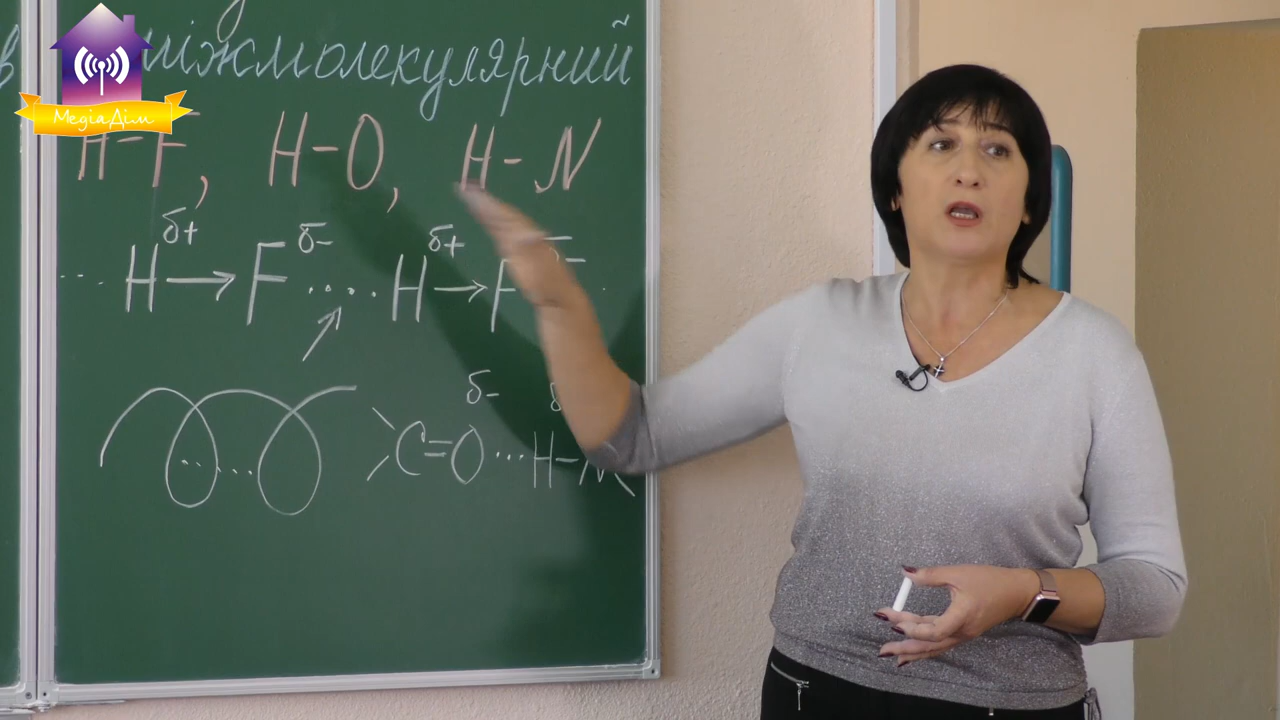 МедіаДім
міжмолекулярний
H–F, H–O, H–N
δ+ δ– δ+ –
... H → F ..... H → F .
δ– δ
C=O...H–N